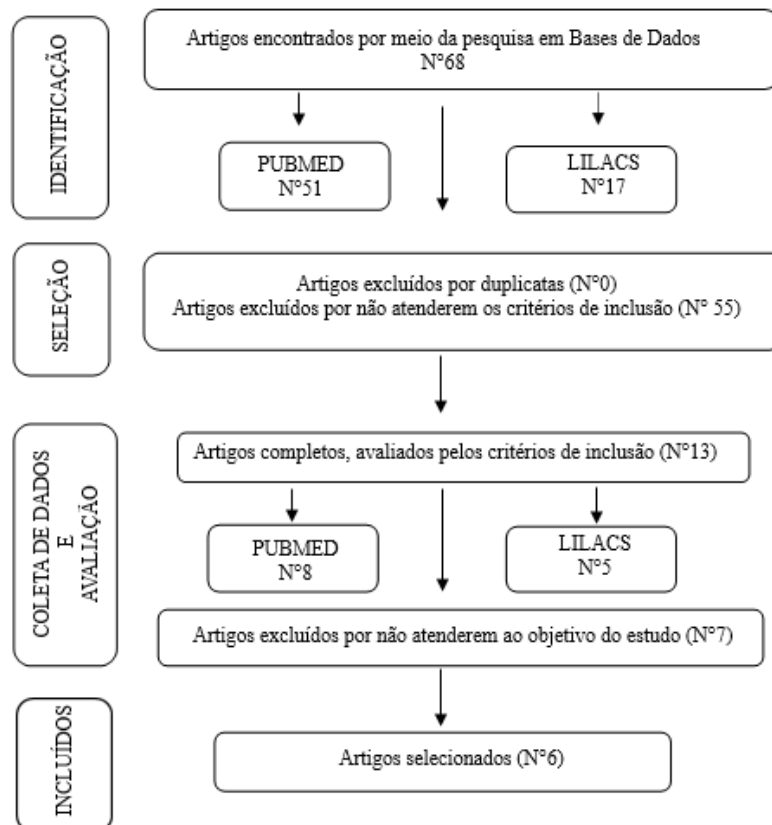 IDENTIFICAÇÃO
Artigos encontrados por meio da pesquisa em Bases de Dados
N°68
PUBMED
N°51
LILACS
N°17
SELEÇÃO
Artigos excluídos por duplicatas (N°0)
Artigos excluídos por não atenderem os critérios de inclusão (N° 55)
COLETA DE DADOS
E
AVALIAÇÃO
Artigos completos, avaliados pelos critérios de inclusão (N°13)
PUBMED
N°8
LILACS
N°5
Artigos excluídos por não atenderem ao objetivo do estudo (N°7)
INCLUÍDOS
Artigos selecionados (N°6)